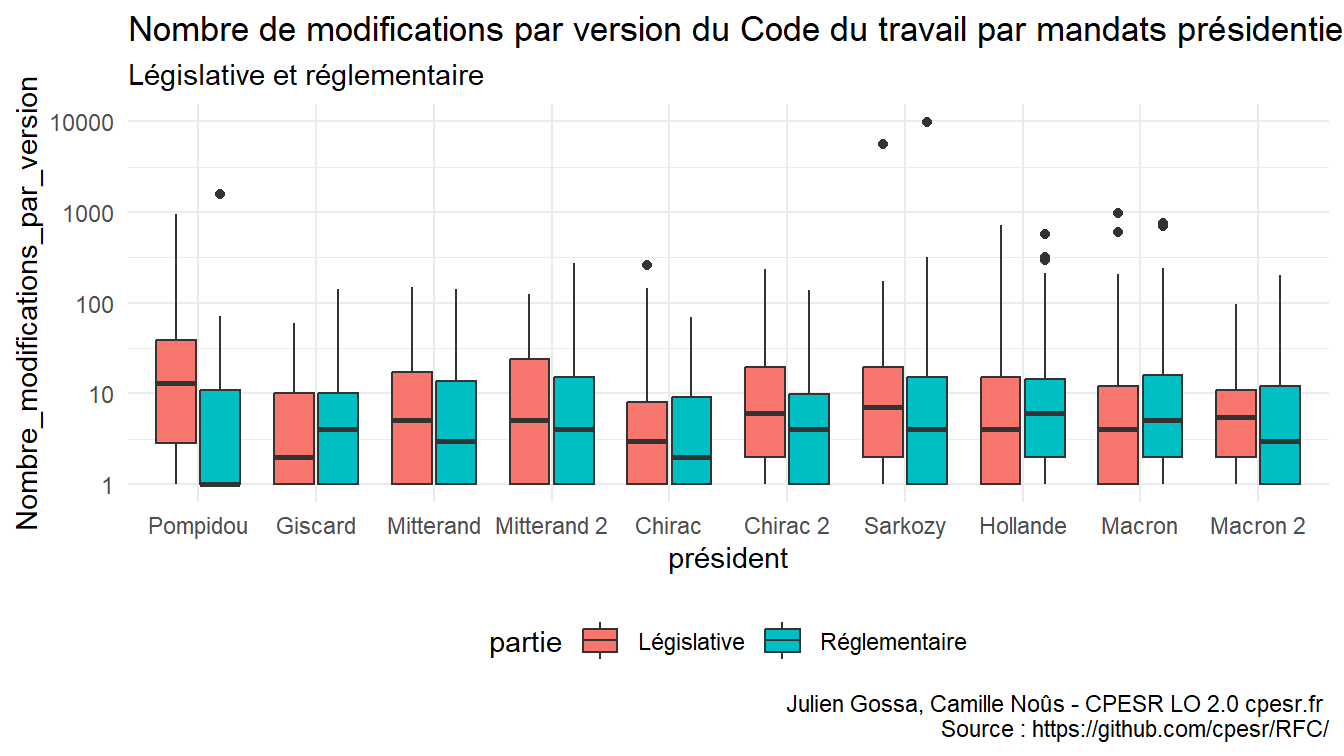 Nombre de modifications par version du Code du travail par mandats présidentie
Législative et réglementaire
Nombre_modifications_par_version
10000
1000
100
10
1
Pompidou Giscard Mitterand Mitterand 2 Chirac Chirac 2 Sarkozy Hollande Macron Macron 2
président
partie Législative Réglementaire
Julien Gossa, Camille Noûs - CPESR LO 2.0 cpesr.fr
Source : https://github.com/cpesr/RFC/